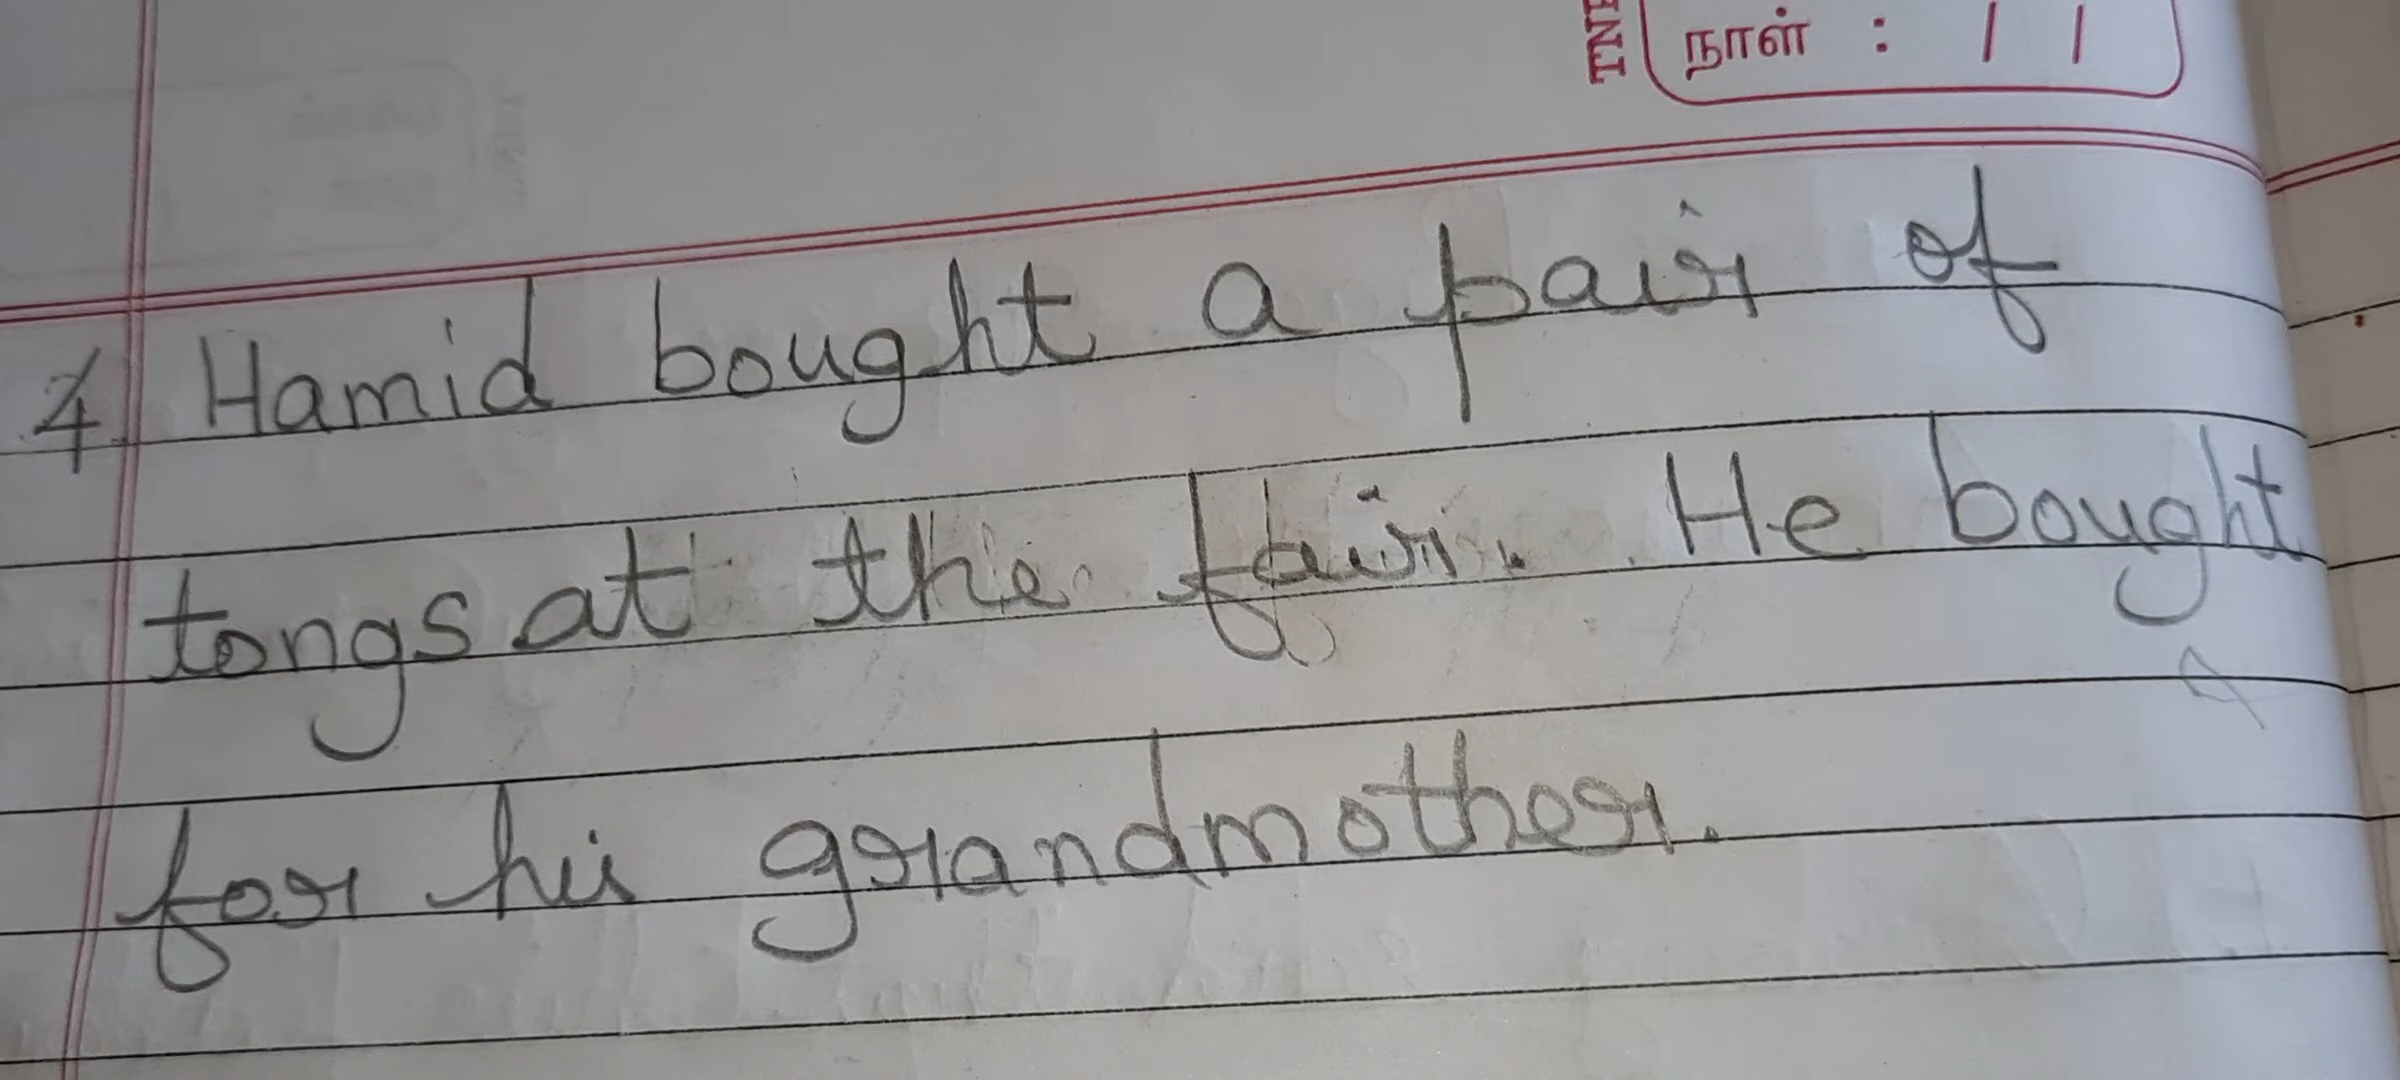 நாள் : / /
4. Hamid bought a pair of
tongs at the fair. He bought
for his grandmother.